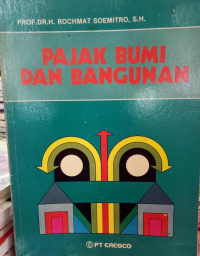 PROF.DR.H. ROCHMAT SOEMITRO, S.H.
PAJAK BUMI
DAN BANGUNAN
PT ERESCO